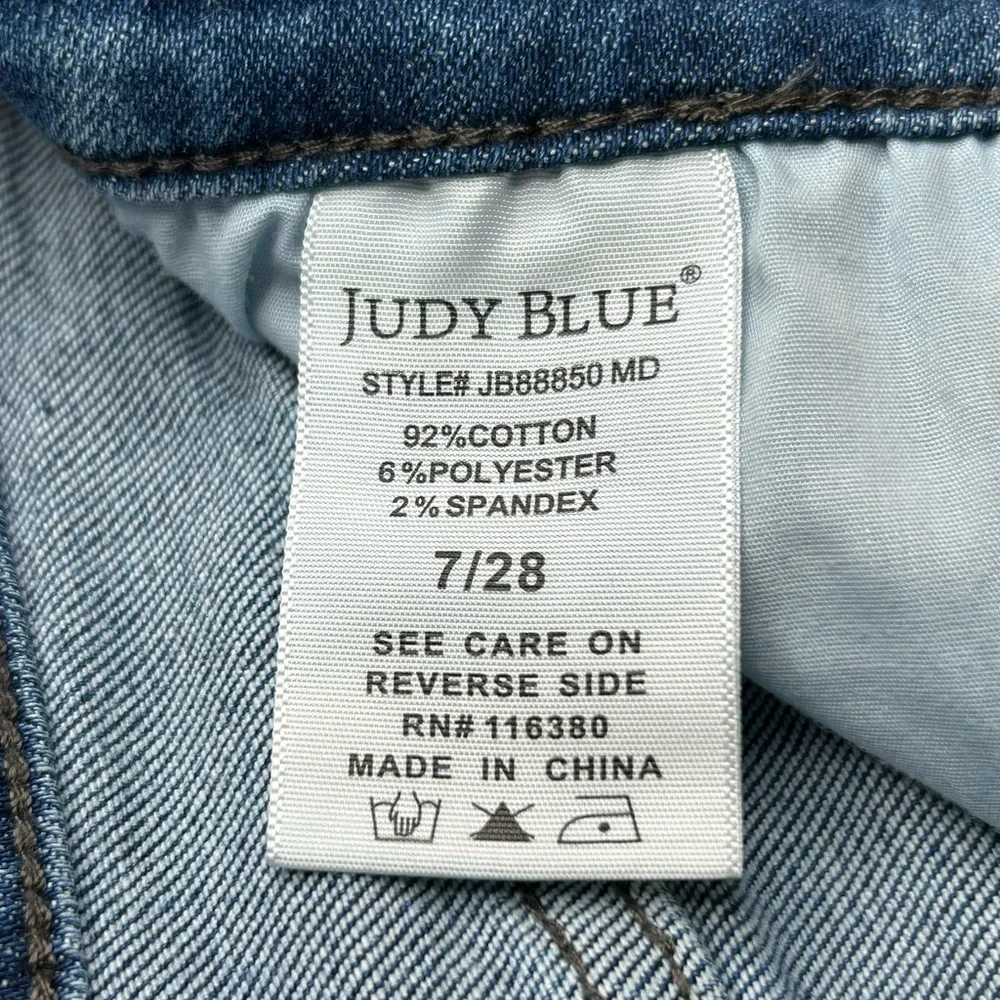 JUDY BLUE®
STYLE# JB88850 MD
92%COTTON
6%POLYESTER
2%SPANDEX
7/28
SEE CARE ON
REVERSE SIDE
RN# 116380
MADE IN CHINA